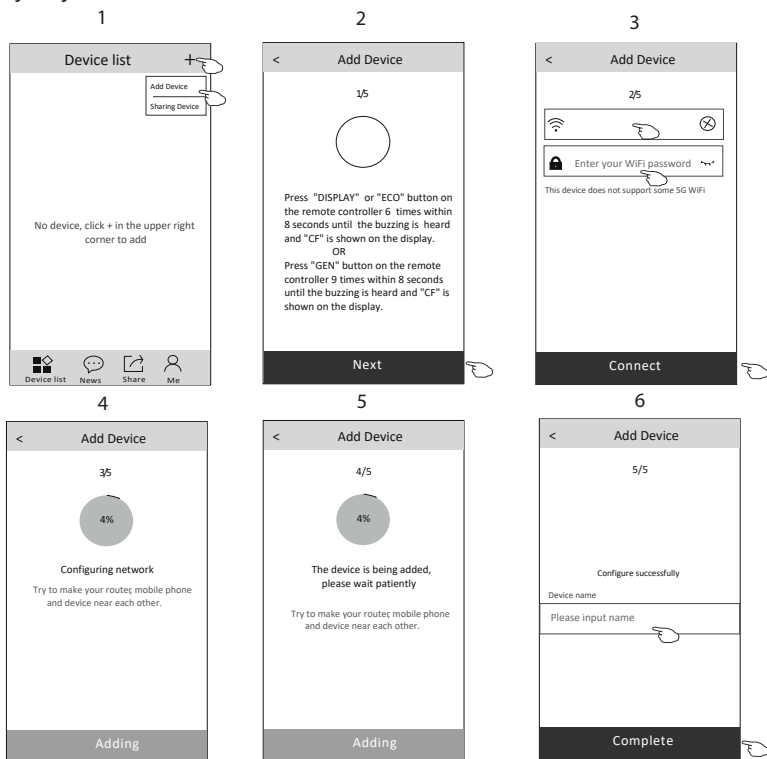 1
Device list +
Add Device
Sharing Device
No device, click + in the upper right
corner to add
Device list News Share Me
2
< Add Device
1/5
Press "DISPLAY" or "ECO" button on
the remote controller 6 times within
8 seconds until the buzzing is heard
and "CF" is shown on the display.
OR
Press "GEN" button on the remote
controller 9 times within 8 seconds
until the buzzing is heard and "CF" is
shown on the display.
Next
3
< Add Device
2/5
Enter your WiFi password
This device does not support some 5G WiFi
Connect
4
< Add Device
3/5
4%
Configuring network
Try to make your router, mobile phone
and device near each other.
Adding
5
< Add Device
4/5
4%
The device is being added,
please wait patiently
Try to make your router, mobile phone
and device near each other.
Adding
6
< Add Device
5/5
Configure successfully
Device name
Please input name
Complete